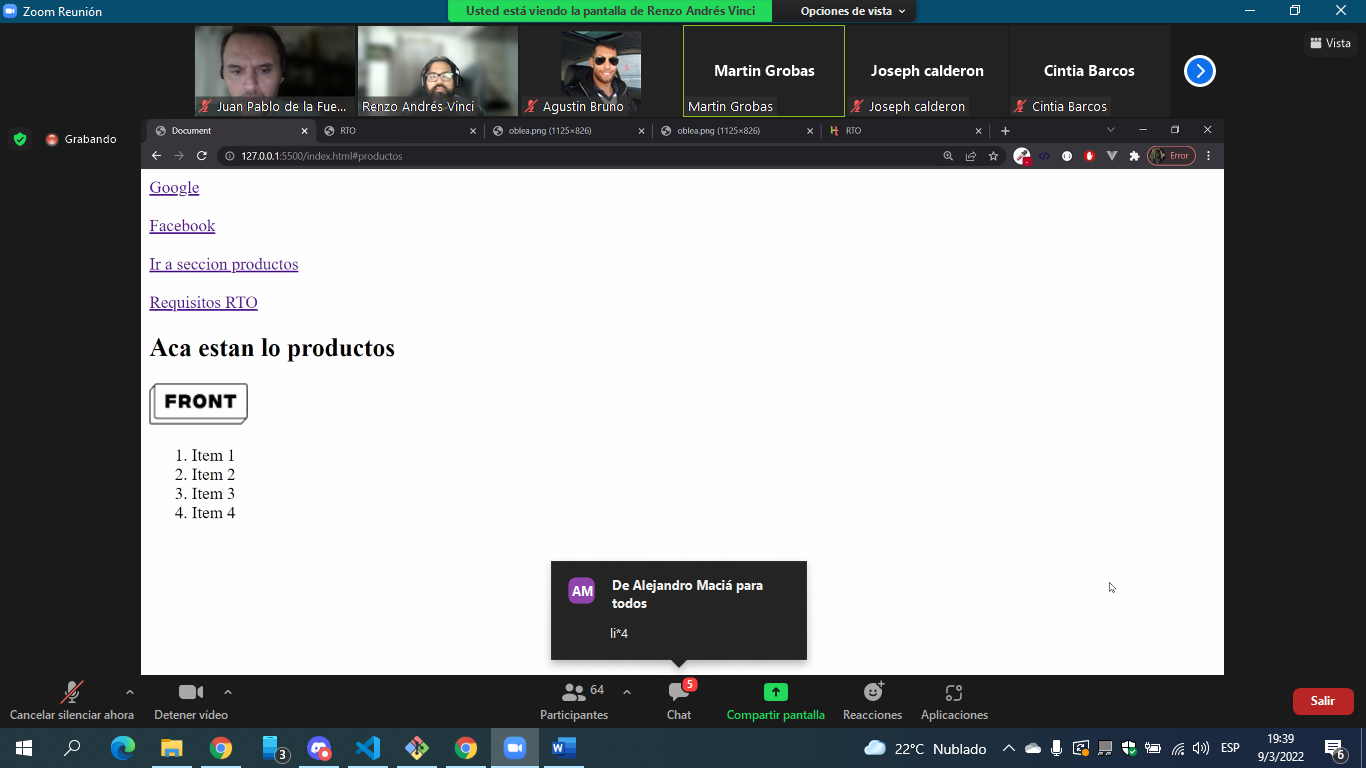 Zoom Reunión
Usted está viendo la pantalla de Renzo Andrés Vinci
Opciones de vista
Vista
Juan Pablo de la Fue...
Renzo Andrés Vinci
Agustin Bruno
Martin Grobas
Martin Grobas
Joseph calderon
Joseph calderon
Cintia Barcos
Cintia Barcos
Grabando
Document
RTO
oblea.png (1125×826)
oblea.png (1125×826)
RTO
127.0.0.1:5500/index.html#productos
Error
Google
Facebook
Ir a seccion productos
Requisitos RTO
Aca estan lo productos
FRONT
1. Item 1
2. Item 2
3. Item 3
4. Item 4
AM
De Alejandro Maciá para
todos
li*4
Cancelar silenciar ahora
Detener vídeo
64
Participantes
5
Chat
Compartir pantalla
Reacciones
Aplicaciones
Salir
3
22°C Nublado
ESP
19:39
9/3/2022
6